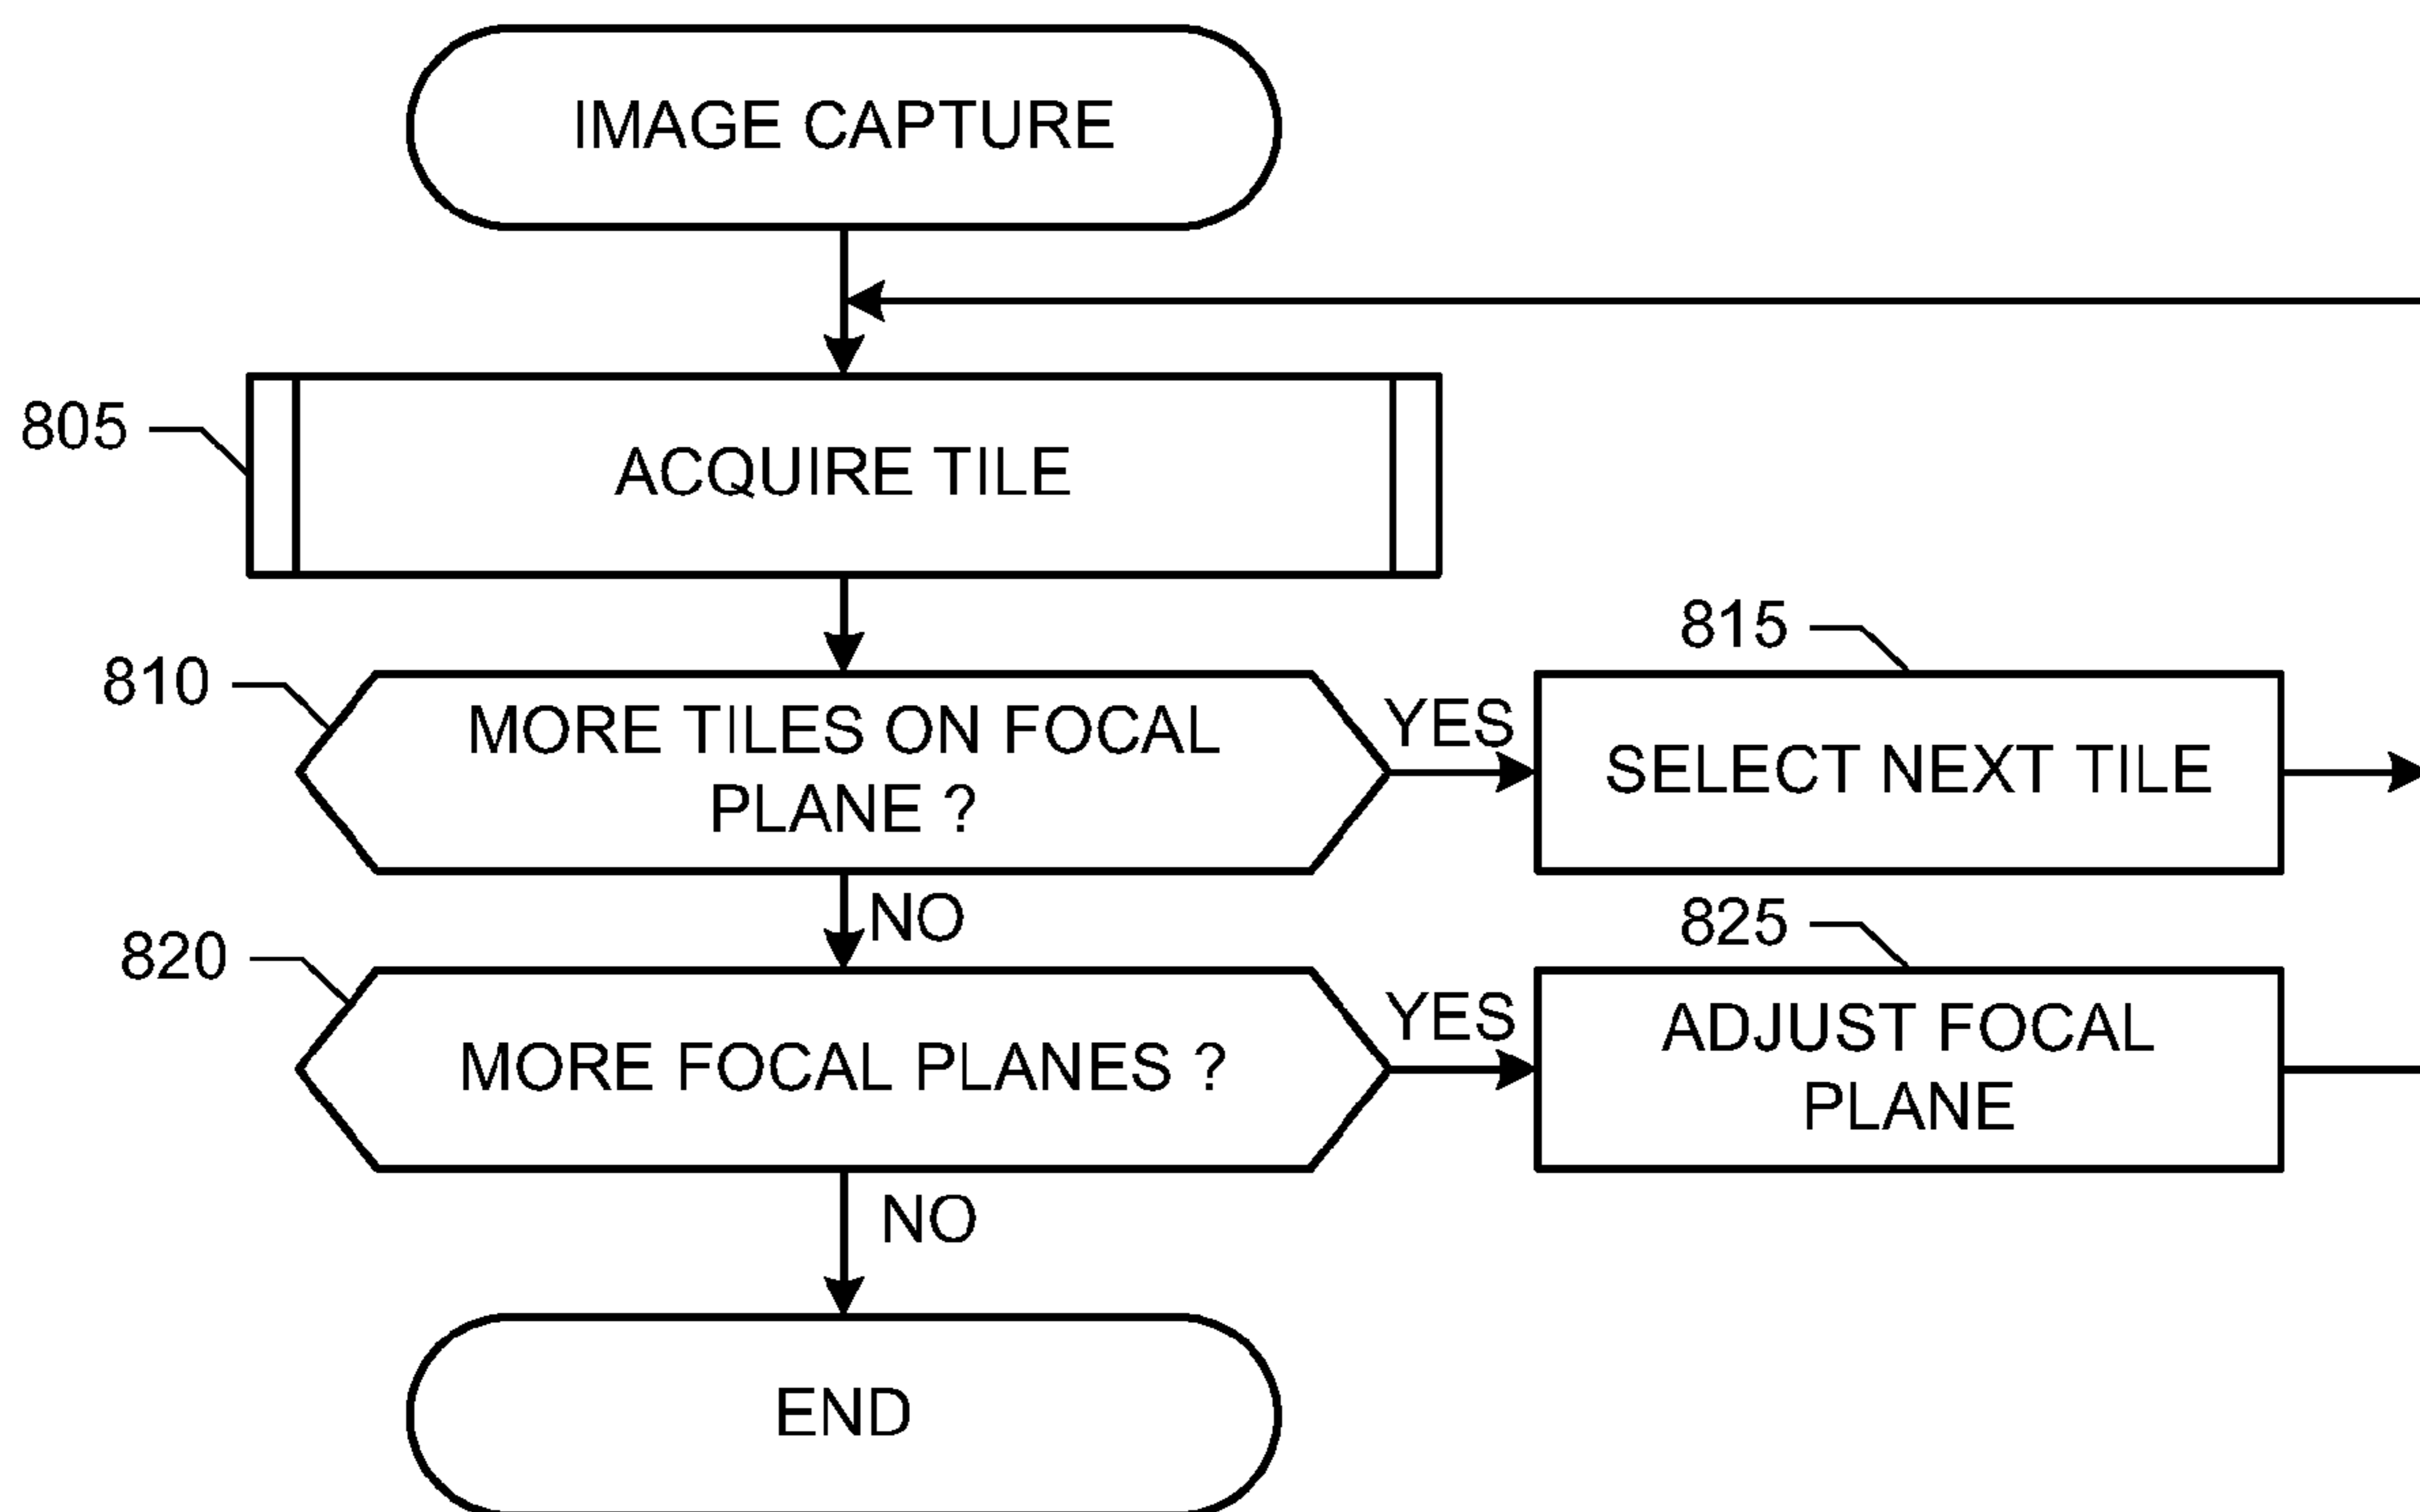 IMAGE CAPTURE
805
ACQUIRE TILE
810
MORE TILES ON FOCAL
PLANE ?
YES
815
SELECT NEXT TILE
NO
820
MORE FOCAL PLANES ?
YES
825
ADJUST FOCAL
PLANE
NO
END